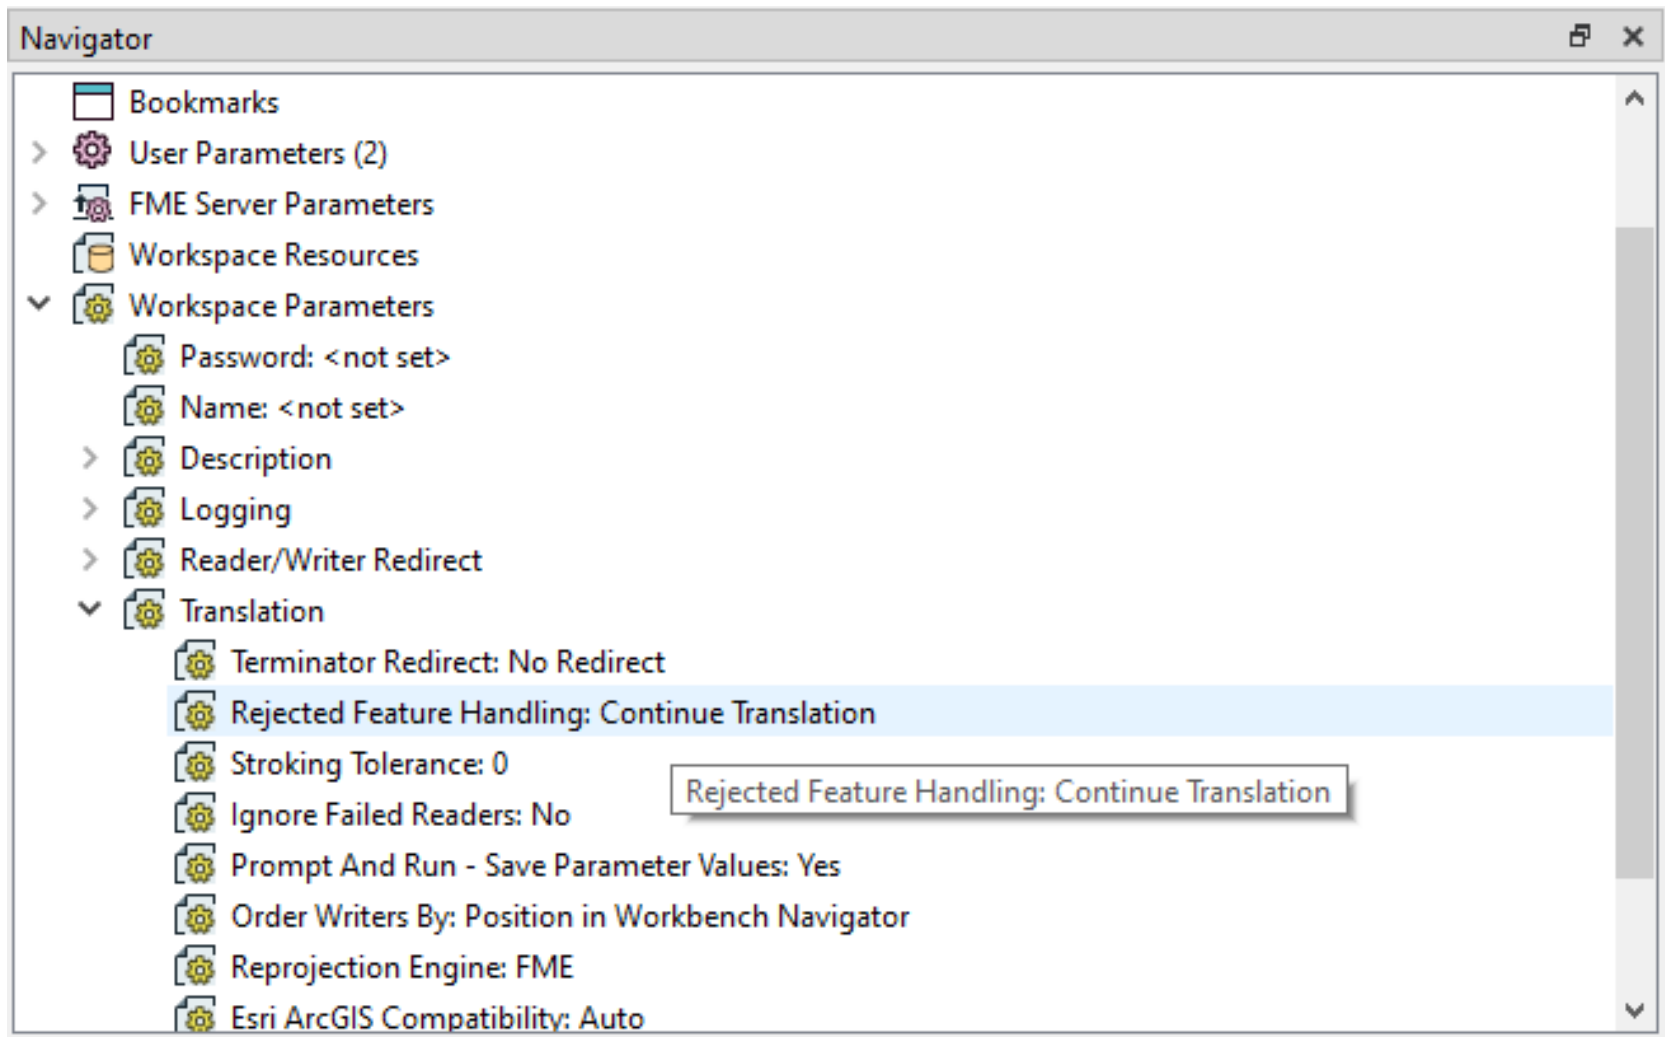 Navigator
Bookmarks
User Parameters (2)
FME Server Parameters
Workspace Resources
Workspace Parameters
Password: <not set>
Name: <not set>
Description
Logging
Reader/Writer Redirect
Translation
Terminator Redirect: No Redirect
Rejected Feature Handling: Continue Translation
Stroking Tolerance: 0
Rejected Feature Handling: Continue Translation
Ignore Failed Readers: No
Prompt And Run - Save Parameter Values: Yes
Order Writers By: Position in Workbench Navigator
Reprojection Engine: FME
Esri ArcGIS Compatibility: Auto